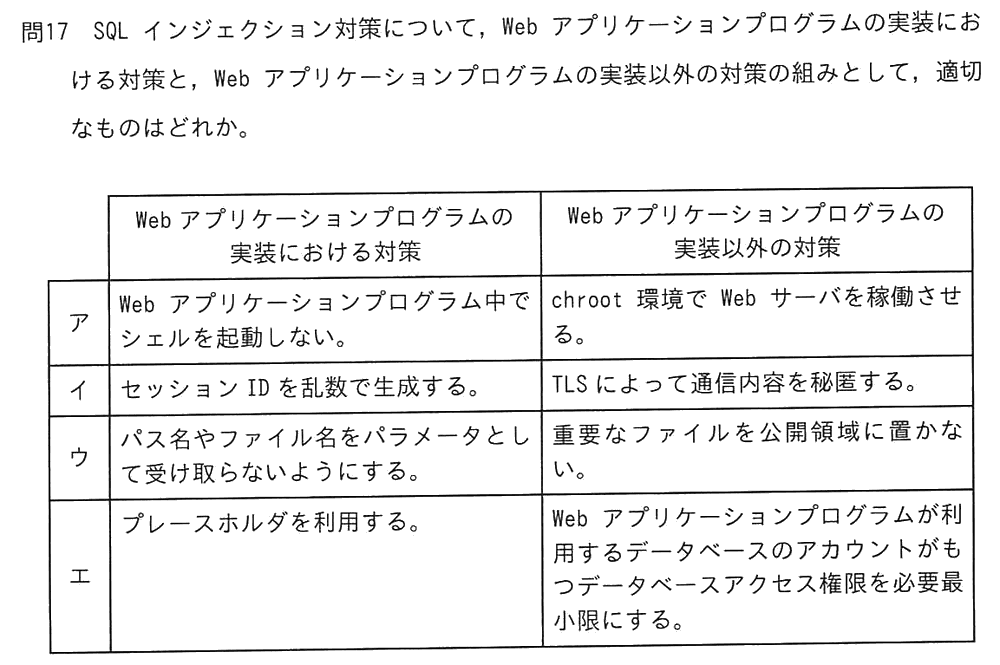 問17 SQL インジェクション対策について，Web アプリケーションプログラムの実装にお
ける対策と，Web アプリケーションプログラムの実装以外の対策の組みとして，適切
なものはどれか。
Web アプリケーションプログラムの
実装における対策
Web アプリケーションプログラムの
実装以外の対策
ア
Web アプリケーションプログラム中で
シェルを起動しない。
chroot 環境で Web サーバを稼働させ
る。
イ
セッション ID を乱数で生成する。
TLS によって通信内容を秘匿する。
ウ
パス名やファイル名をパラメータとし
て受け取らないようにする。
重要なファイルを公開領域に置かな
い。
エ
プレースホルダを利用する。
Web アプリケーションプログラムが利
用するデータベースのアカウントがも
つデータベースアクセス権限を必要最
小限にする。